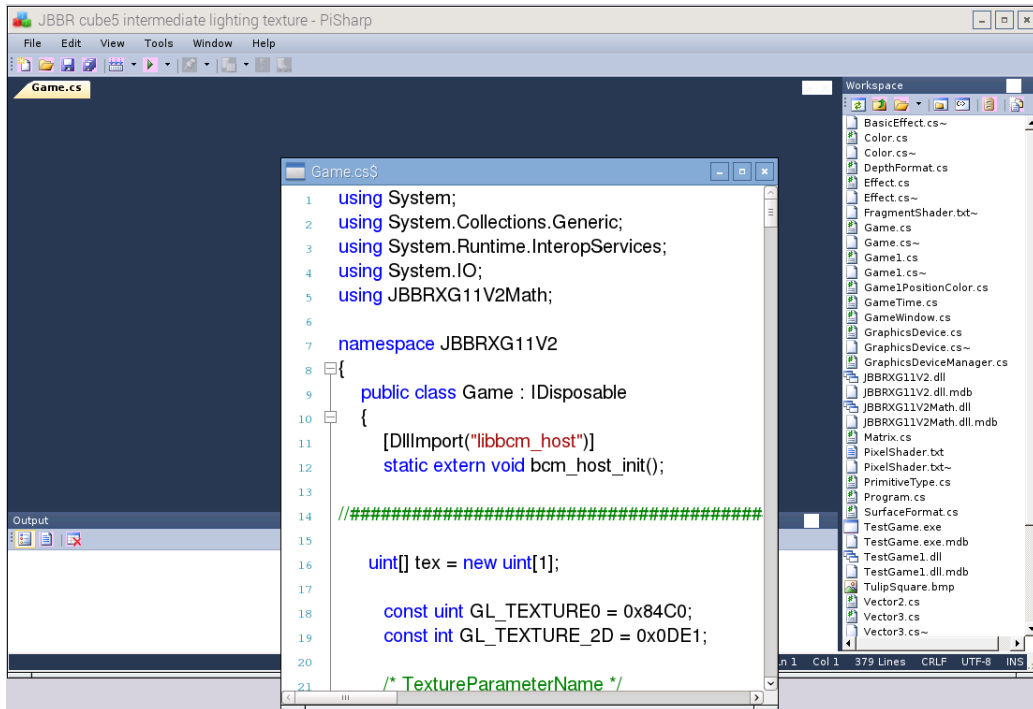 JBBR cube5 intermediate lighting texture - PiSharp
File Edit View Tools Window Help
Game.cs
Workspace
BasicEffect.cs~
Color.cs
Color.cs~
DepthFormat.cs
Effect.cs
Effect.cs~
FragmentShader.txt~
Game.cs
Game.cs~
Game1.cs
Game1.cs~
Game1PositionColor.cs
GameTime.cs
GameWindow.cs
GraphicsDevice.cs
GraphicsDevice.cs~
GraphicsDeviceManager.cs
JBBRXG11V2.dll
JBBRXG11V2.dll.mdb
JBBRXG11V2Math.dll
JBBRXG11V2Math.dll.mdb
Matrix.cs
PixelShader.txt
PixelShader.txt~
PrimitiveType.cs
Program.cs
SurfaceFormat.cs
TestGame.exe
TestGame.exe.mdb
TestGame1.dll
TestGame1.dll.mdb
TulipSquare.bmp
Vector2.cs
Vector3.cs
Vector3.cs~
Game.cs$
1 using System;
2 using System.Collections.Generic;
3 using System.Runtime.InteropServices;
4 using System.IO;
5 using JBBRXG11V2Math;
6
7 namespace JBBRXG11V2
8 {
9 public class Game : IDisposable
10 {
11 [DllImport("libbcm_host")]
12 static extern void bcm_host_init();
13
14 //########################################
15
16 uint[] tex = new uint[1];
17
18 const uint GL_TEXTURE0 = 0x84C0;
19 const int GL_TEXTURE_2D = 0x0DE1;
20
21 /* TextureParameterName */
Output
Ln 1 Col 1 379 Lines CRLF UTF-8 INS